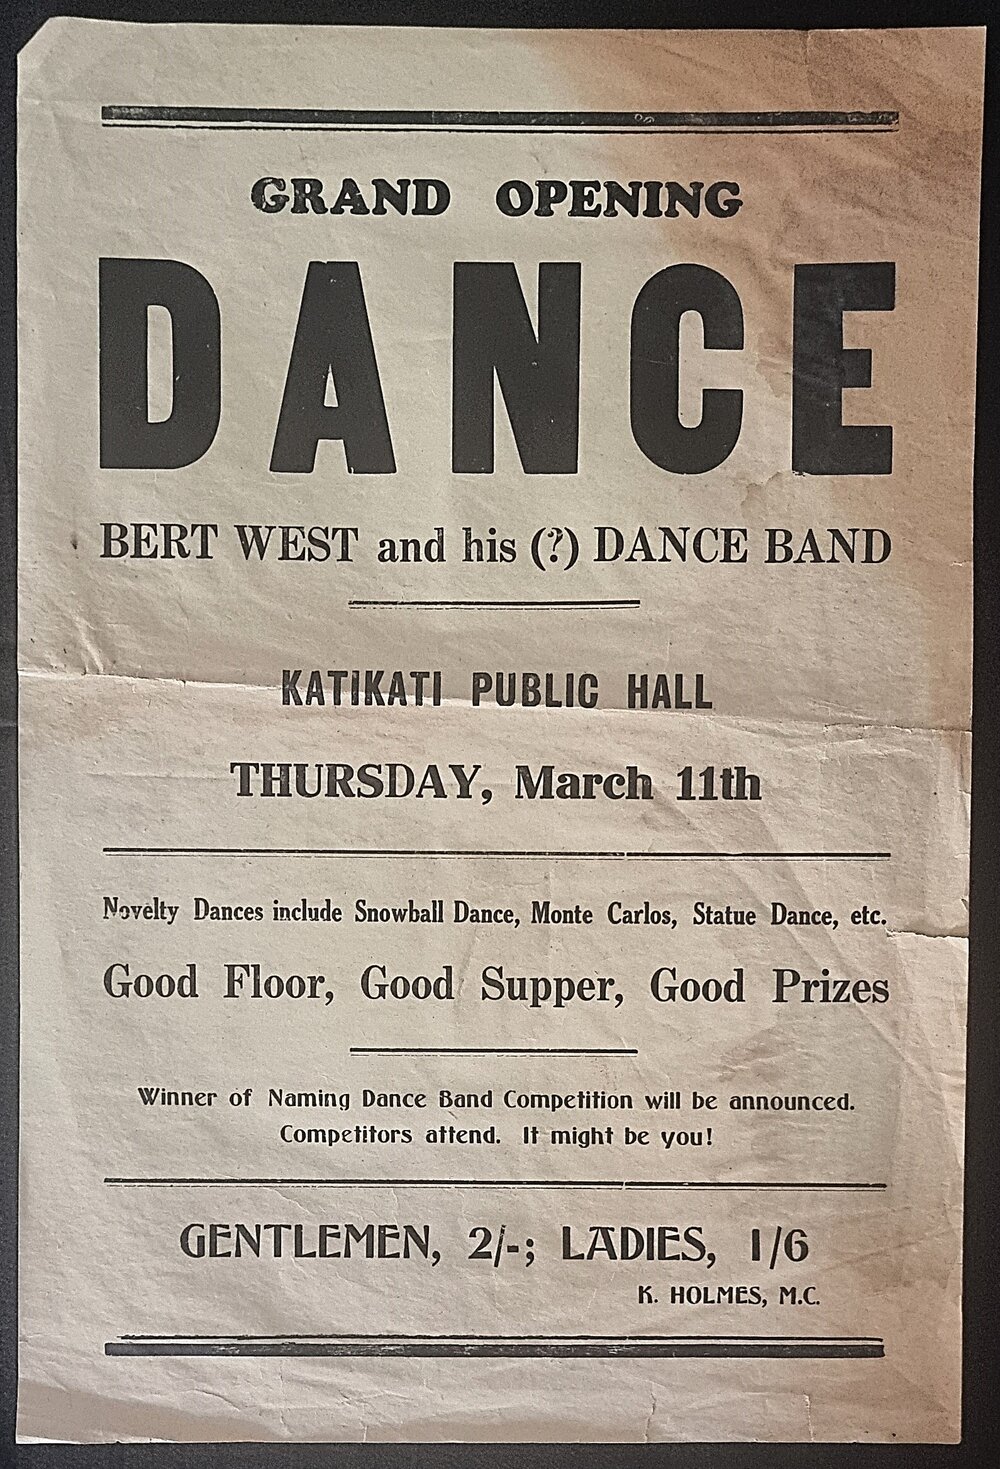 GRAND OPENING
DANCE
BERT WEST and his (?) DANCE BAND
KATIKATI PUBLIC HALL
THURSDAY, March 11th
Novelty Dances include Snowball Dance, Monte Carlos, Statue Dance, etc.
Good Floor, Good Supper, Good Prizes
Winner of Naming Dance Band Competition will be announced.
Competitors attend. It might be you!
GENTLEMEN, 2/-; LADIES, 1/6
K. HOLMES, M.C.